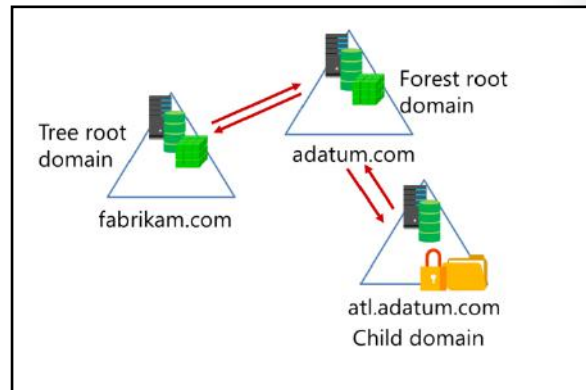 Forest root
domain
Tree root
domain
adatum.com
fabrikam.com
atl.adatum.com
Child domain